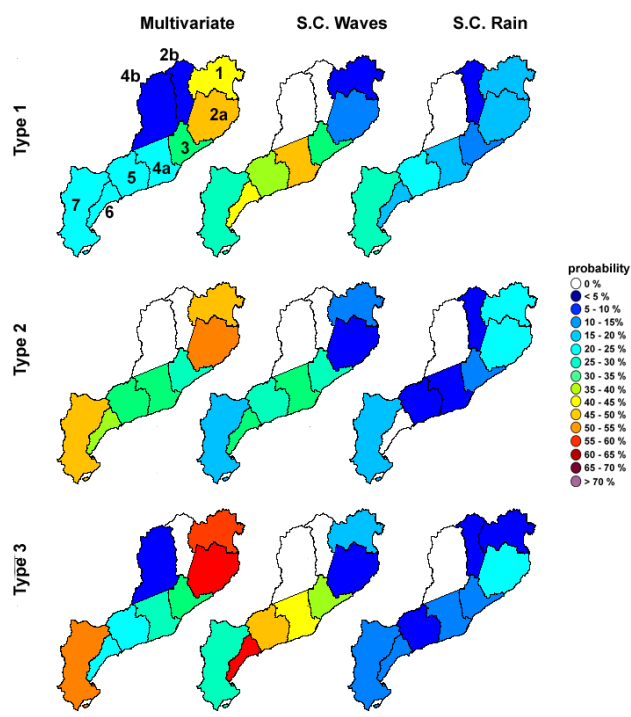 Multivariate S.C. Waves S.C. Rain
Type 1
4b
2b
1
2a
3
4a
5
6
7
Type 2
probability
0 %
< 5 %
5 - 10 %
10 - 15%
15 - 20 %
20 - 25 %
25 - 30 %
30 - 35 %
35 - 40 %
40 - 45 %
45 - 50 %
50 - 55 %
55 - 60 %
60 - 65 %
65 - 70 %
> 70 %
Type 3